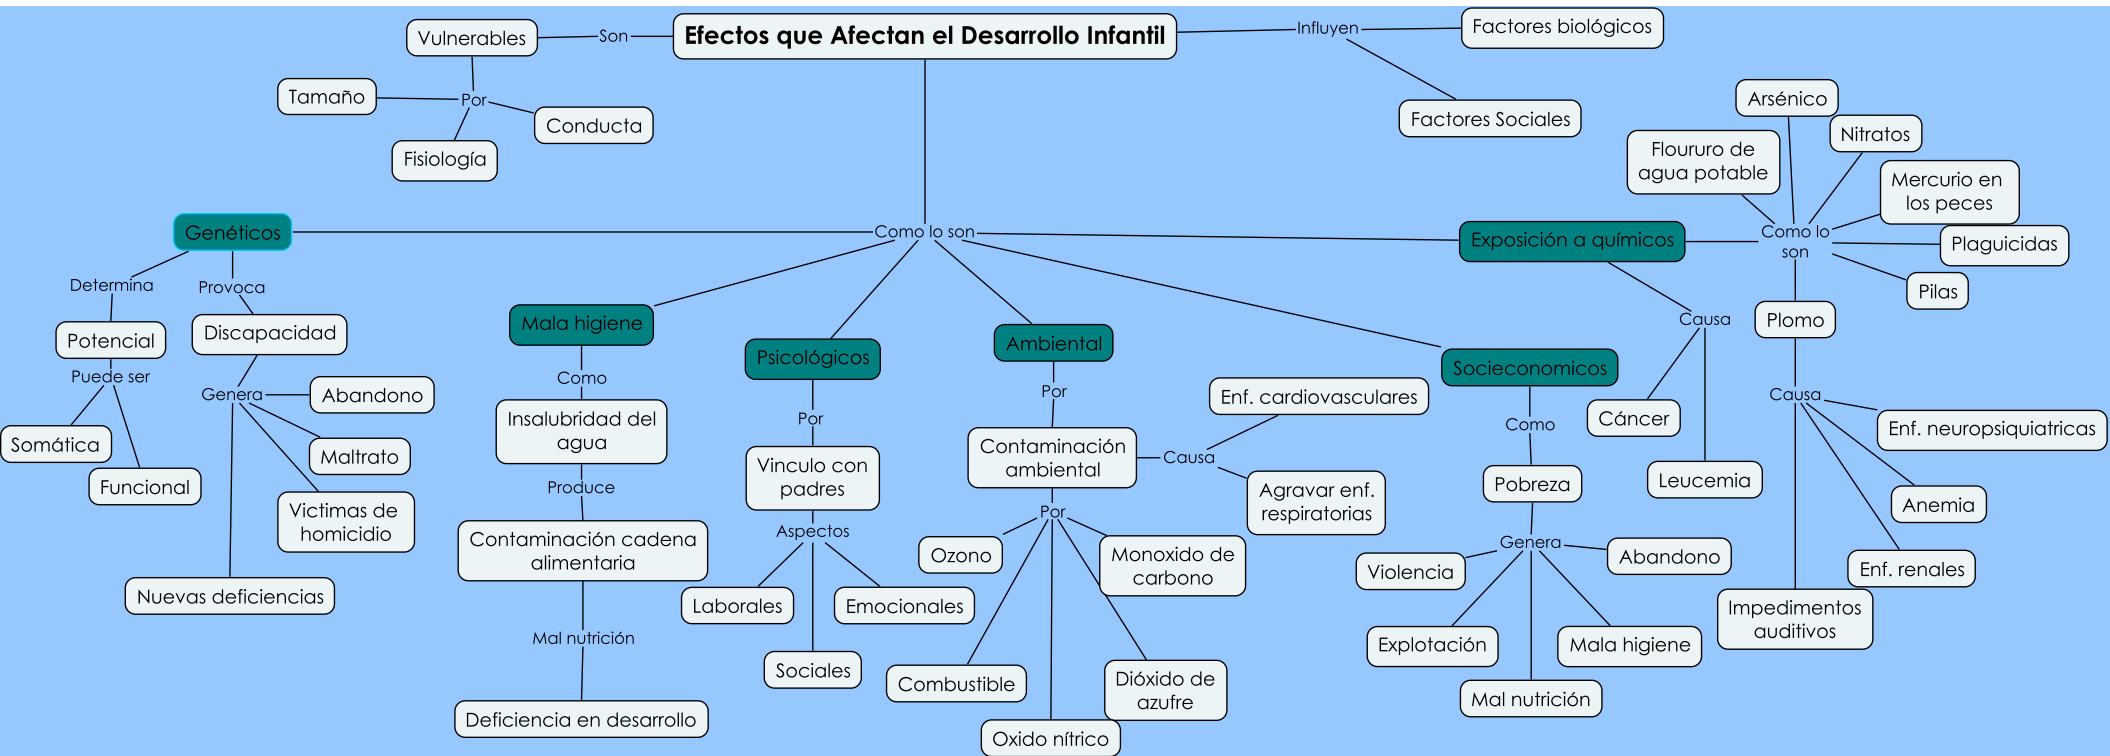 Efectos que Afectan el Desarrollo Infantil
Son
Vulnerables
Por
Tamaño
Conducta
Fisiología
Influyen
Factores biológicos
Factores Sociales
Como lo son
Genéticos
Determina
Potencial
Puede ser
Somática
Funcional
Provoca
Discapacidad
Genera
Abandono
Maltrato
Victimas de
homicidio
Nuevas deficiencias
Mala higiene
Como
Insalubridad del
agua
Produce
Contaminación cadena
alimentaria
Mal nutrición
Deficiencia en desarrollo
Psicológicos
Por
Vinculo con
padres
Aspectos
Laborales
Sociales
Emocionales
Ambiental
Por
Contaminación
ambiental
Causa
Enf. cardiovasculares
Agravar enf.
respiratorias
Por
Ozono
Combustible
Oxido nítrico
Dióxido de
azufre
Monoxido de
carbono
Socieconomicos
Como
Pobreza
Genera
Violencia
Explotación
Mal nutrición
Mala higiene
Abandono
Exposición a químicos
Causa
Cáncer
Leucemia
Como lo
son
Floururo de
agua potable
Arsénico
Nitratos
Mercurio en
los peces
Plaguicidas
Pilas
Plomo
Causa
Enf. neuropsiquiatricas
Anemia
Enf. renales
Impedimentos
auditivos